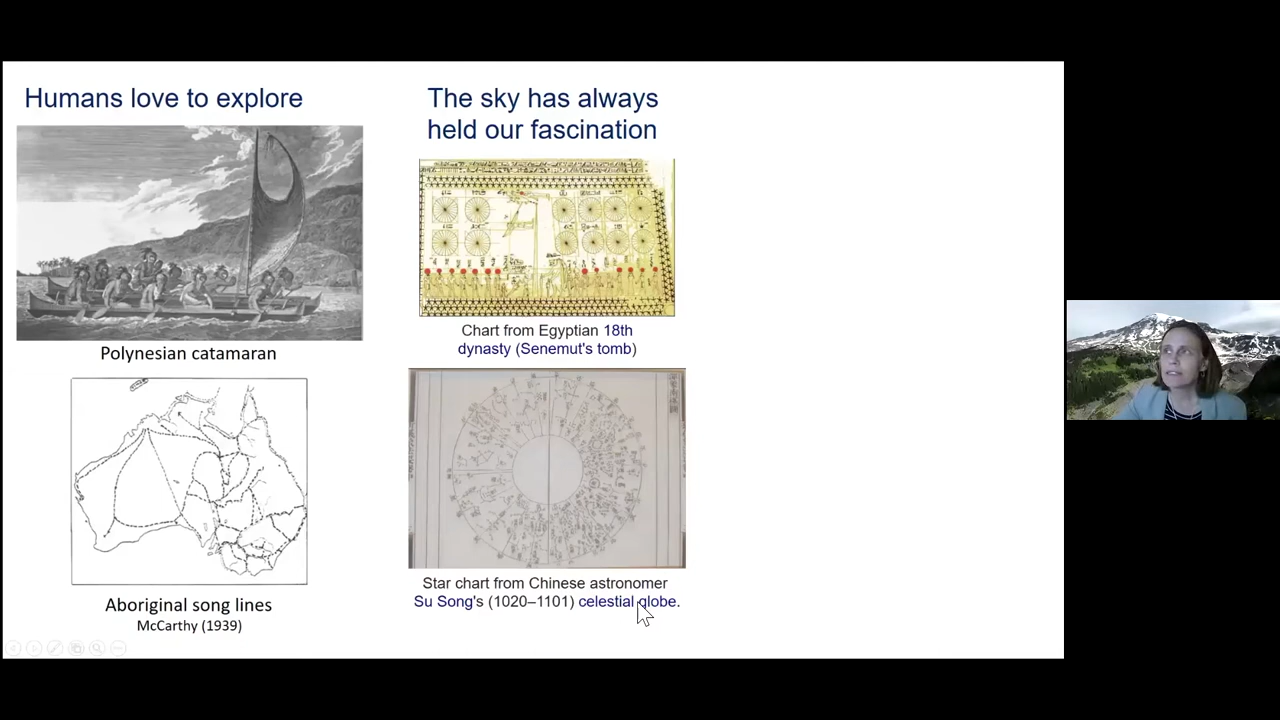 Humans love to explore
Polynesian catamaran
Aboriginal song lines
McCarthy (1939)
The sky has always
held our fascination
Chart from Egyptian 18th
dynasty (Senemut's tomb)
Star chart from Chinese astronomer
Su Song's (1020–1101) celestial globe.